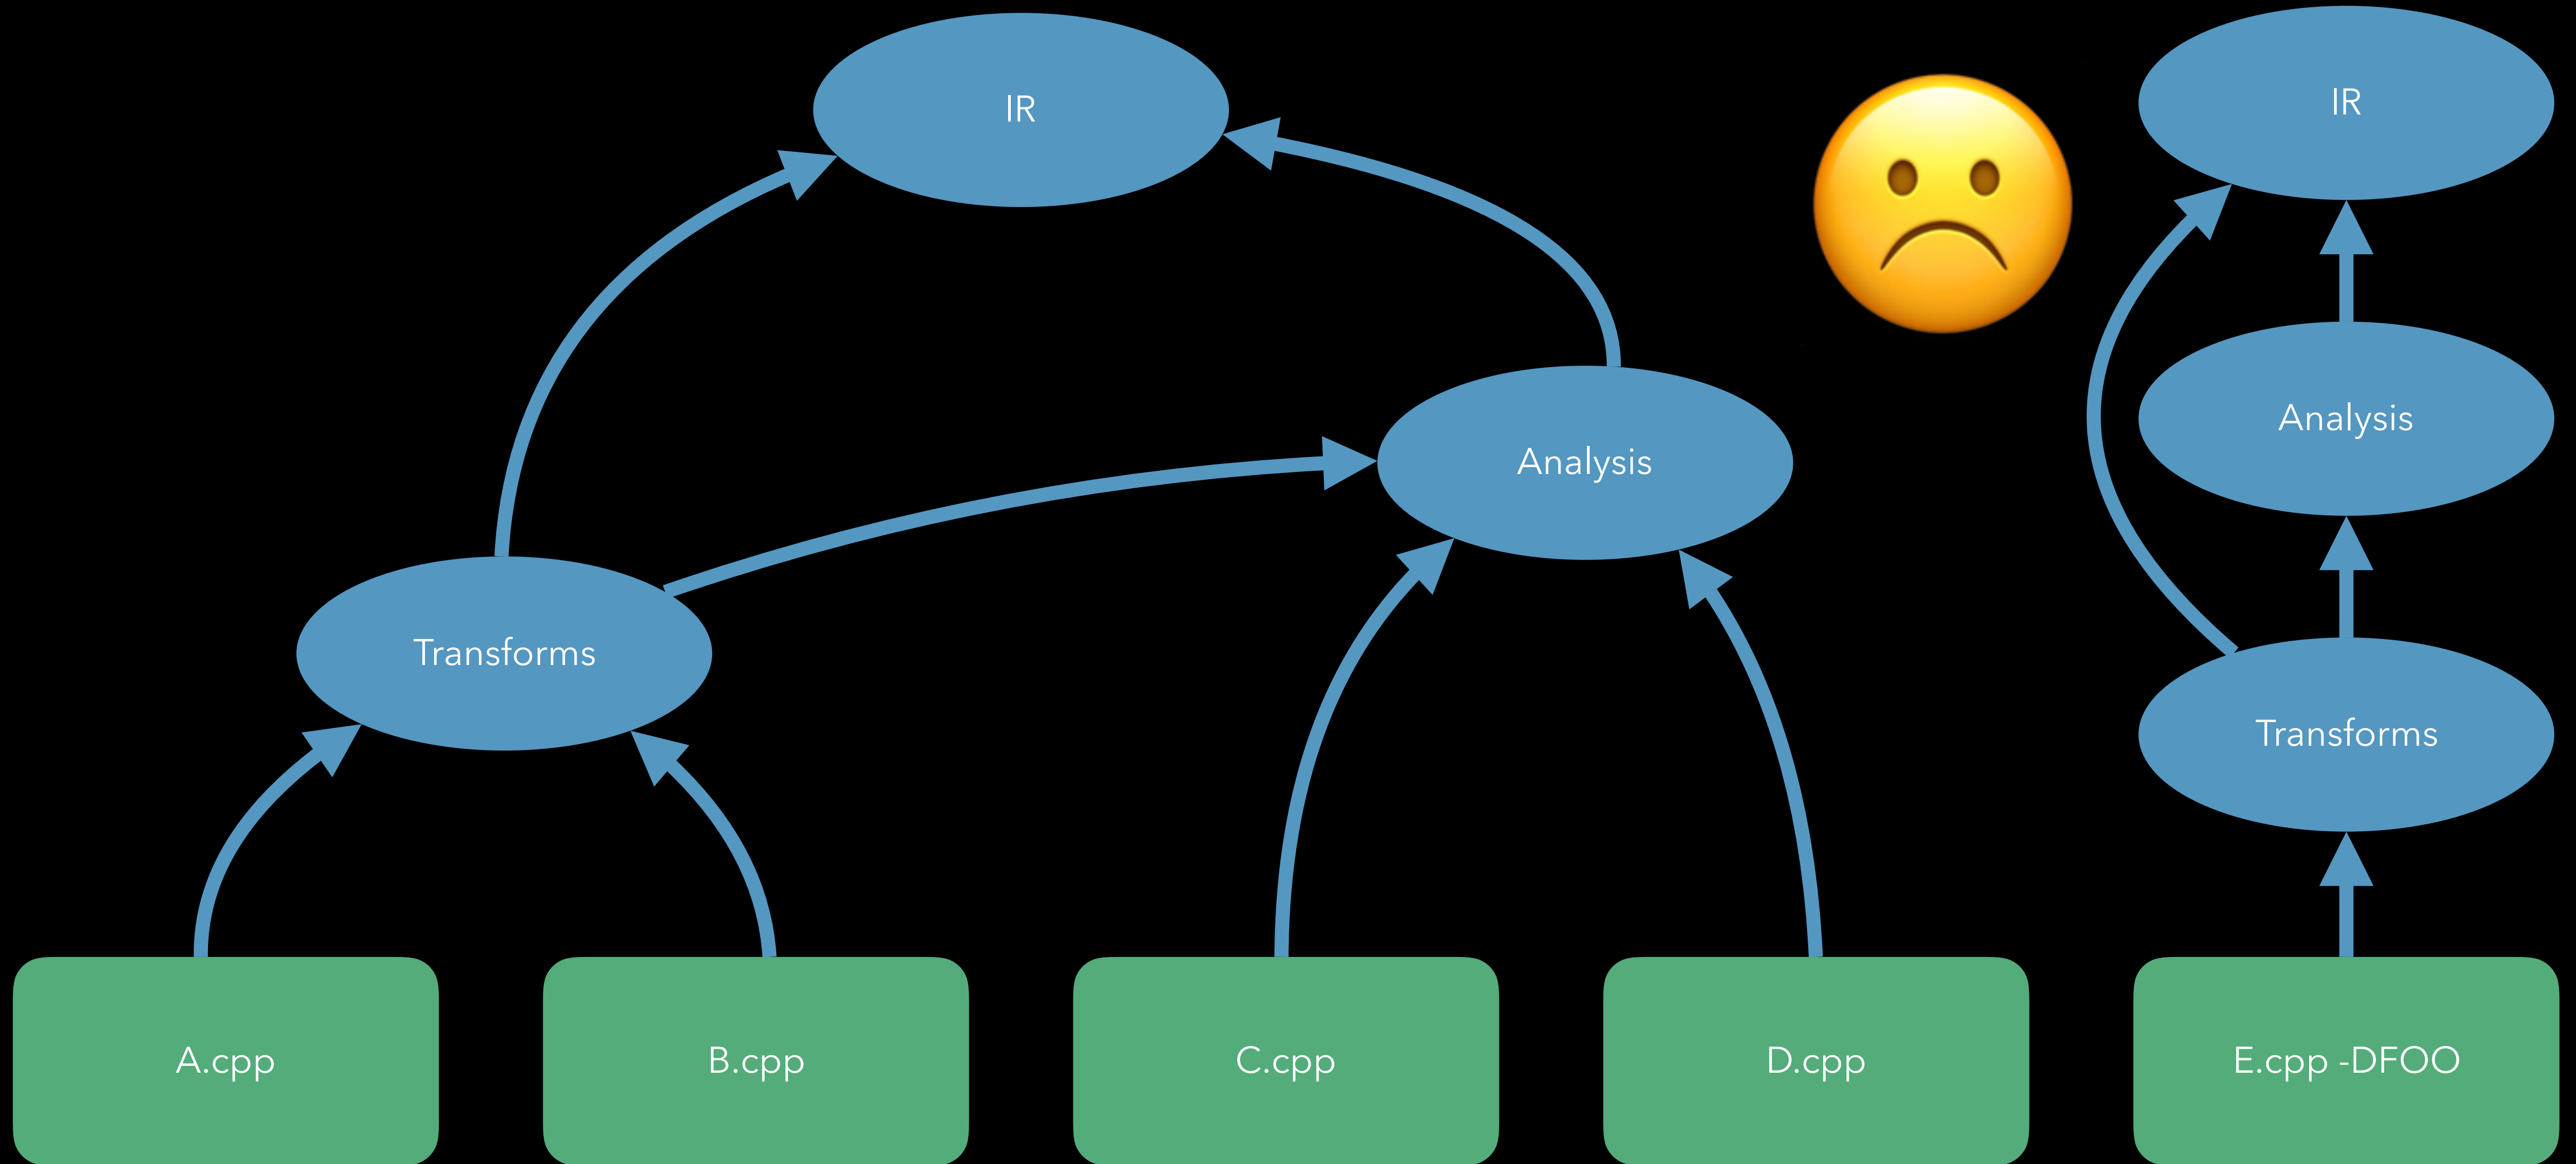 IR
IR
Analysis
Analysis
Transforms
Transforms
A.cpp
B.cpp
C.cpp
D.cpp
E.cpp -DFOO